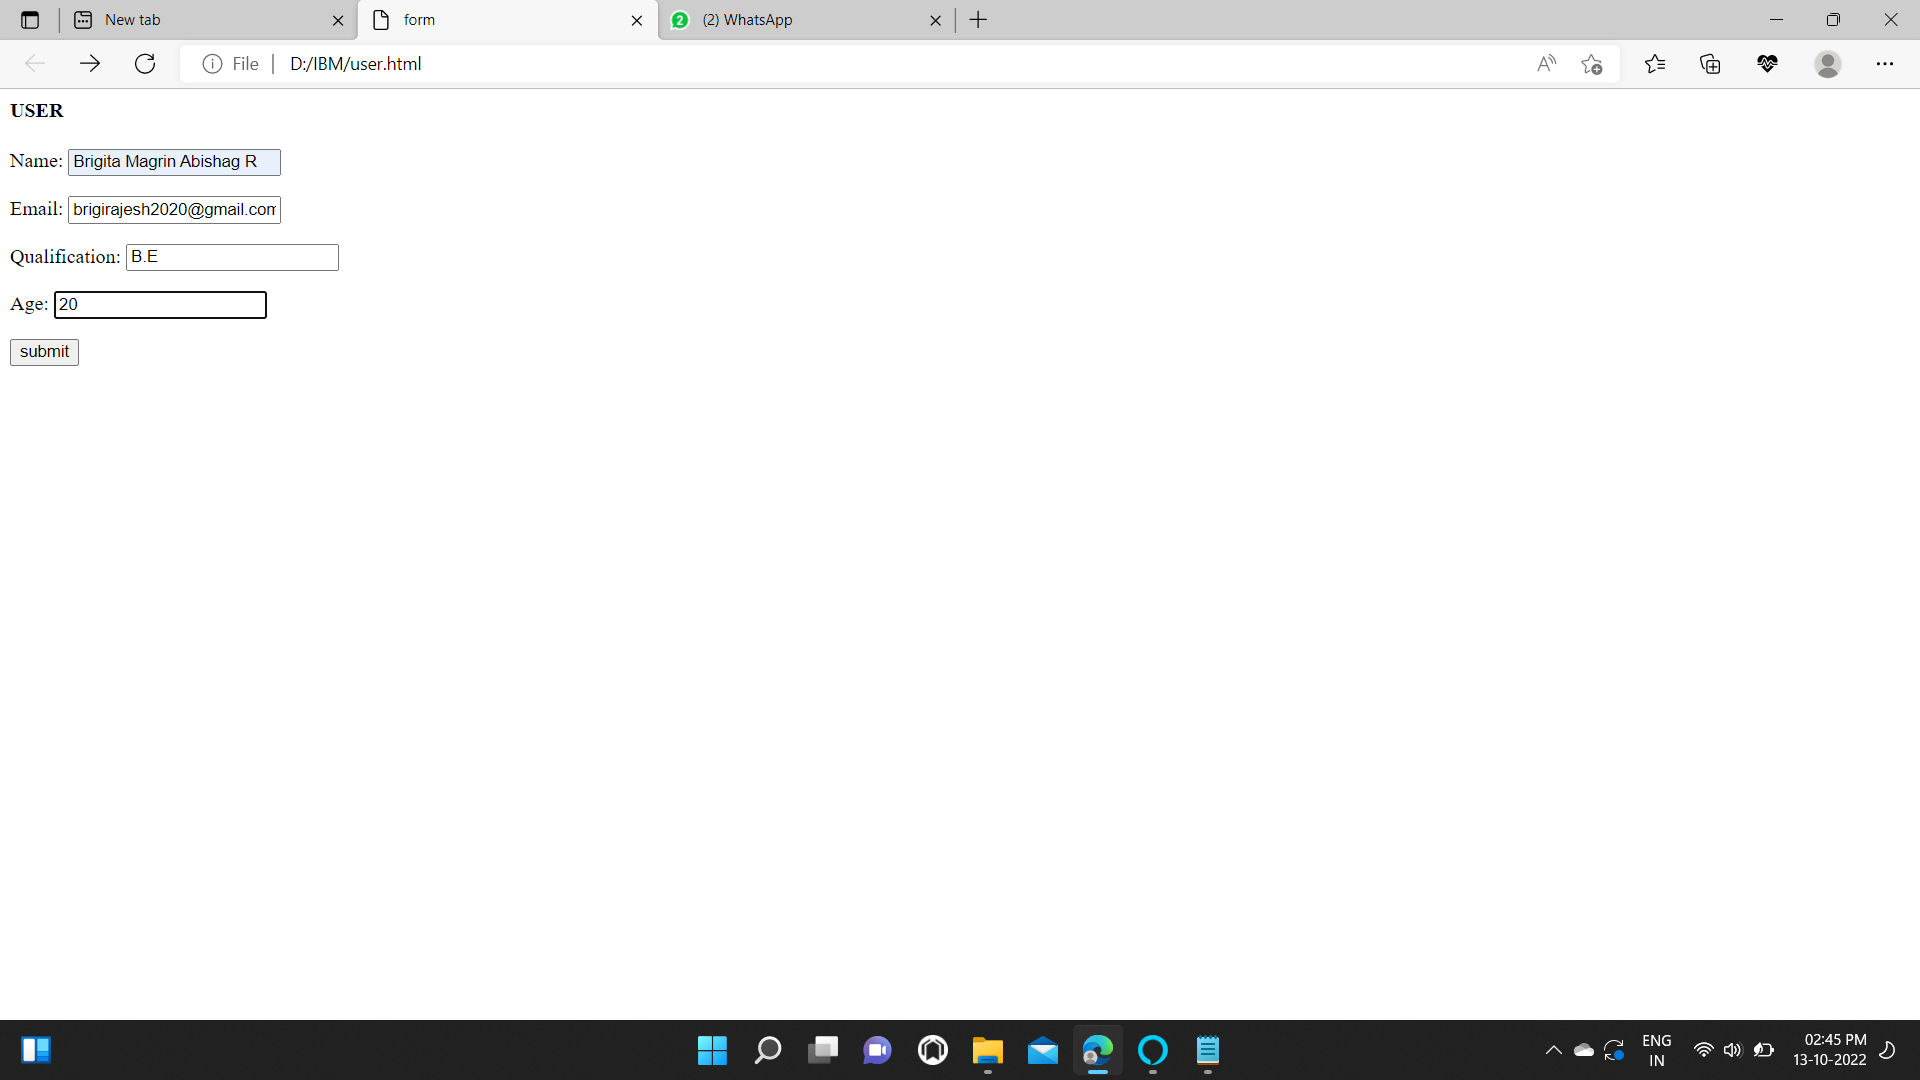 New tab
form
(2) WhatsApp
File
D:/IBM/user.html
USER
Name: Brigita Magrin Abishag R
Email: brigirajesh2020@gmail.com
Qualification: B.E
Age: 20
submit
ENG
IN
02:45 PM
13-10-2022